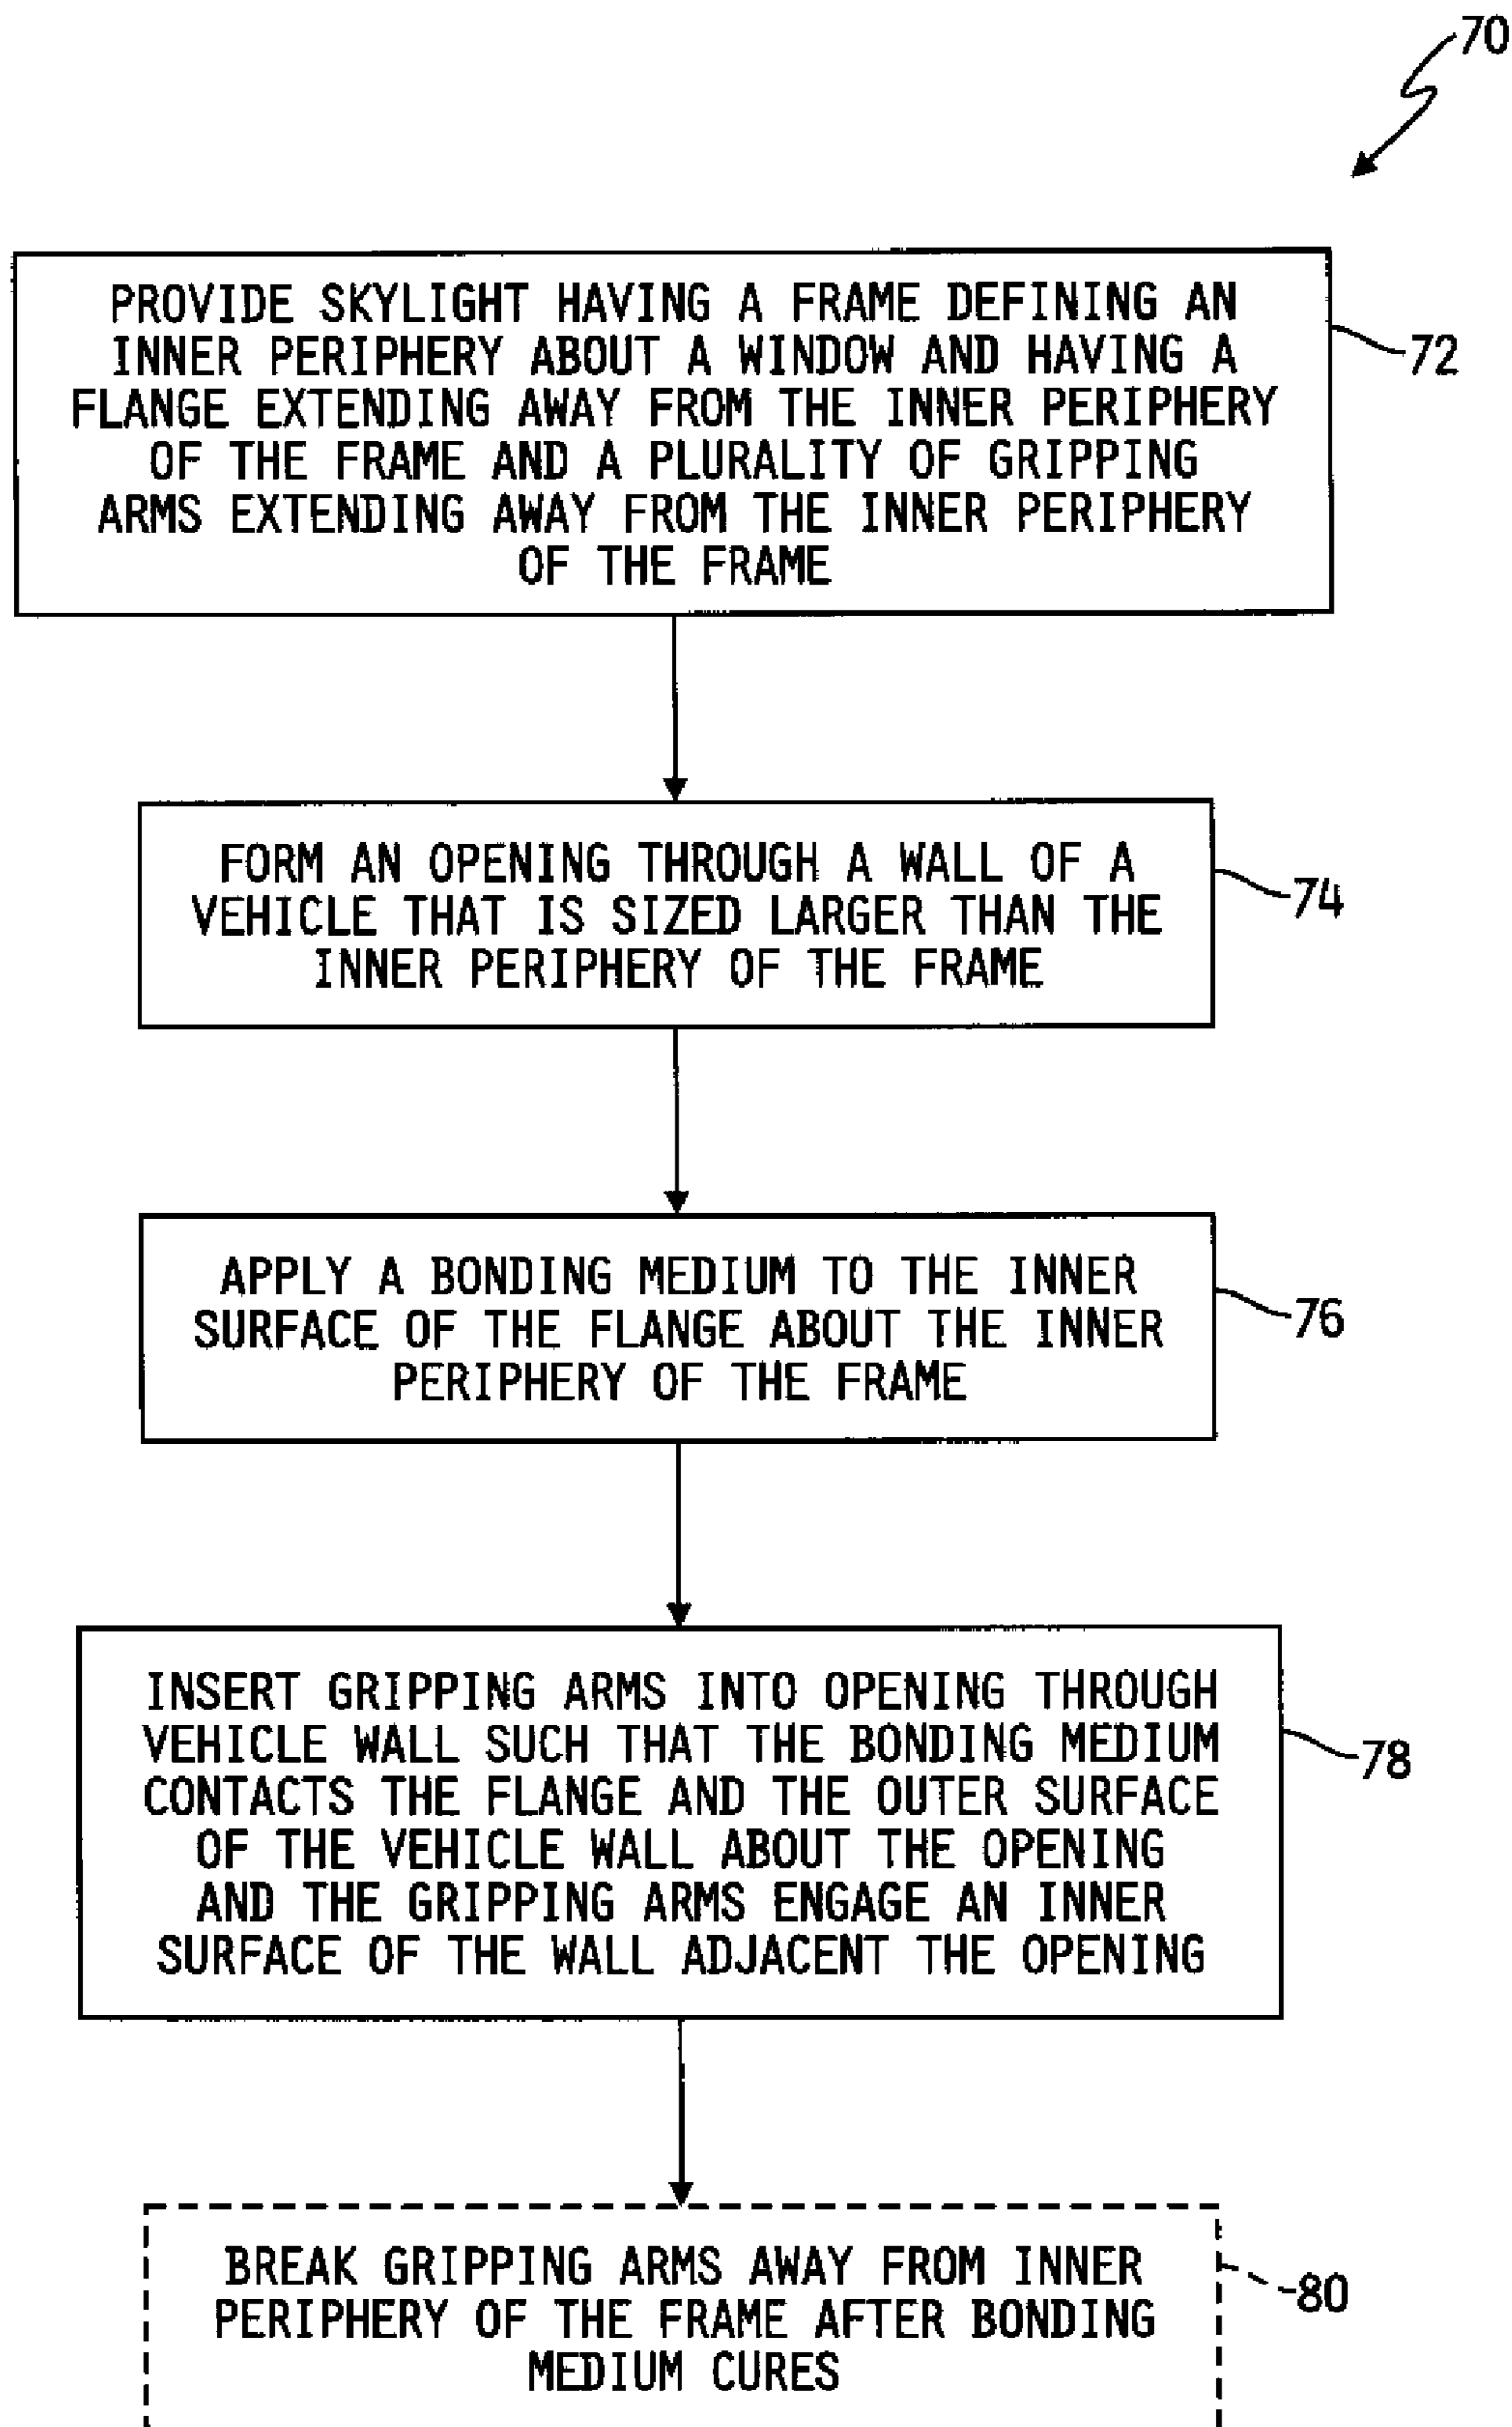 70
PROVIDE SKYLIGHT HAVING A FRAME DEFINING AN
INNER PERIPHERY ABOUT A WINDOW AND HAVING A
FLANGE EXTENDING AWAY FROM THE INNER PERIPHERY
OF THE FRAME AND A PLURALITY OF GRIPPING
ARMS EXTENDING AWAY FROM THE INNER PERIPHERY
OF THE FRAME
72
FORM AN OPENING THROUGH A WALL OF A
VEHICLE THAT IS SIZED LARGER THAN THE
INNER PERIPHERY OF THE FRAME
74
APPLY A BONDING MEDIUM TO THE INNER
SURFACE OF THE FLANGE ABOUT THE INNER
PERIPHERY OF THE FRAME
76
INSERT GRIPPING ARMS INTO OPENING THROUGH
VEHICLE WALL SUCH THAT THE BONDING MEDIUM
CONTACTS THE FLANGE AND THE OUTER SURFACE
OF THE VEHICLE WALL ABOUT THE OPENING
AND THE GRIPPING ARMS ENGAGE AN INNER
SURFACE OF THE WALL ADJACENT THE OPENING
78
BREAK GRIPPING ARMS AWAY FROM INNER
PERIPHERY OF THE FRAME AFTER BONDING
MEDIUM CURES
80